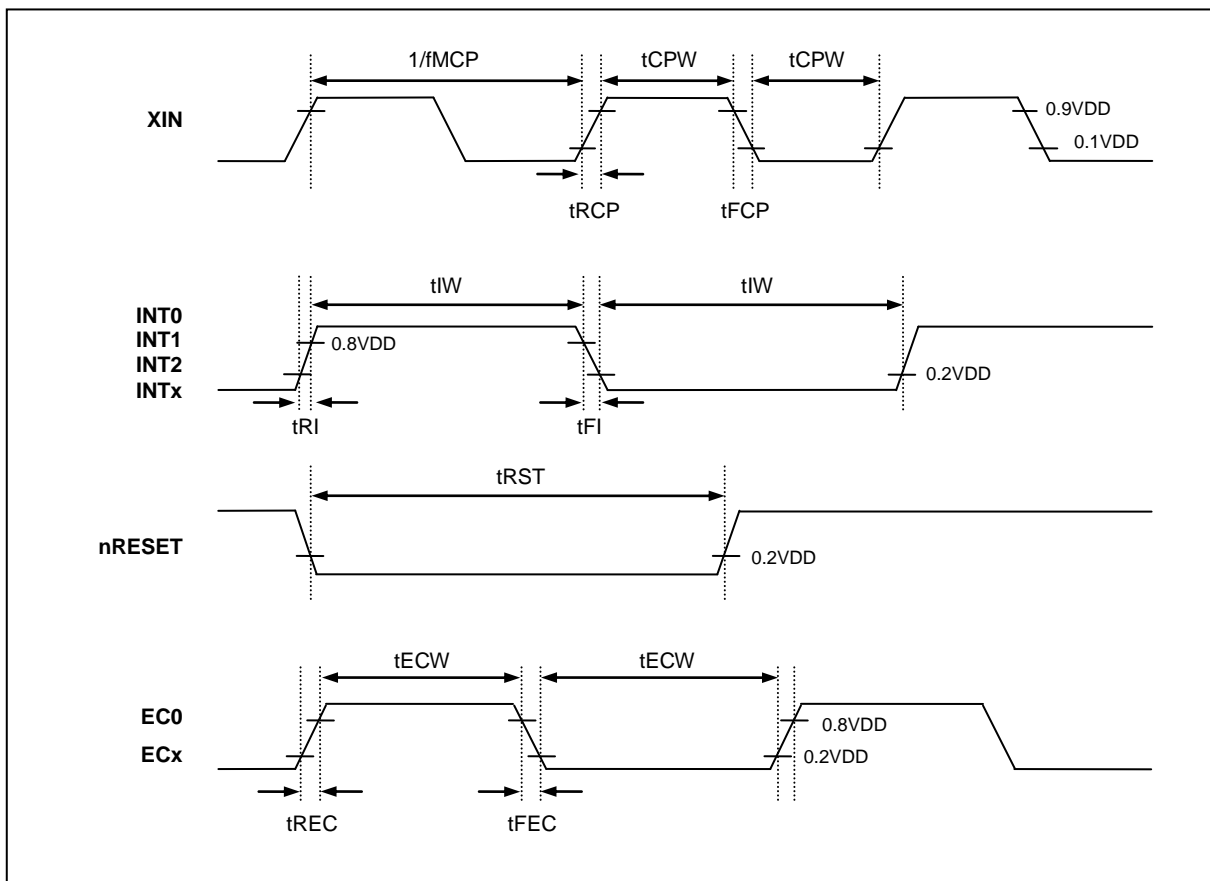 1/fMCP tCPW tCPW
XIN
0.9VDD
0.1VDD
tRCP tFCP
tIW tIW
INT0
INT1 0.8VDD
INT2 0.2VDD
INTx
tRI tFI
tRST
nRESET
0.2VDD
tECW tECW
EC0 0.8VDD
ECx 0.2VDD
tREC tFEC